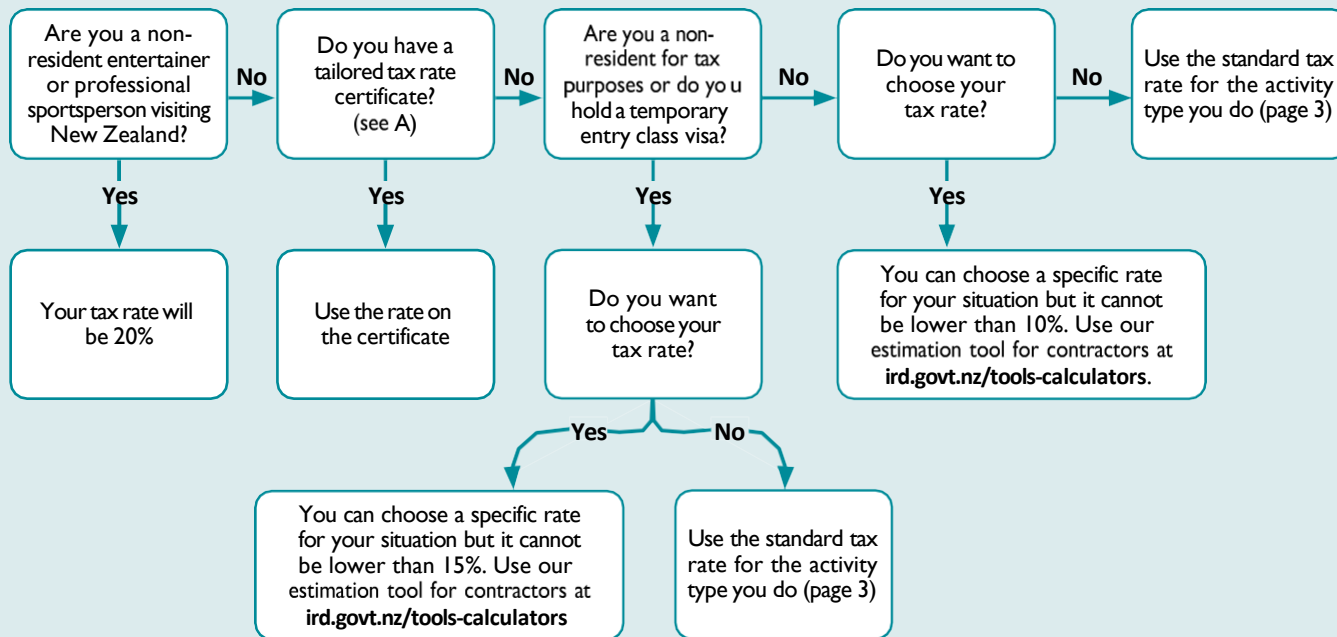 Are you a non-
resident entertainer
or professional
sportsperson visiting
New Zealand?
No
Do you have a
tailored tax rate
certificate?
(see A)
No
Are you a non-
resident for tax
purposes or do you
hold a temporary
entry class visa?
No
Do you want to
choose your
tax rate?
No
Use the standard tax
rate for the activity
type you do (page 3)
Yes
Yes
Yes
Yes
Your tax rate will
be 20%
Use the rate on
the certificate
Do you want
to choose your
tax rate?
You can choose a specific rate
for your situation but it cannot
be lower than 10%. Use our
estimation tool for contractors at
ird.govt.nz/tools-calculators.
Yes
No
You can choose a specific rate
for your situation but it cannot
be lower than 15%. Use our
estimation tool for contractors at
ird.govt.nz/tools-calculators
Use the standard tax
rate for the activity
type you do (page 3)